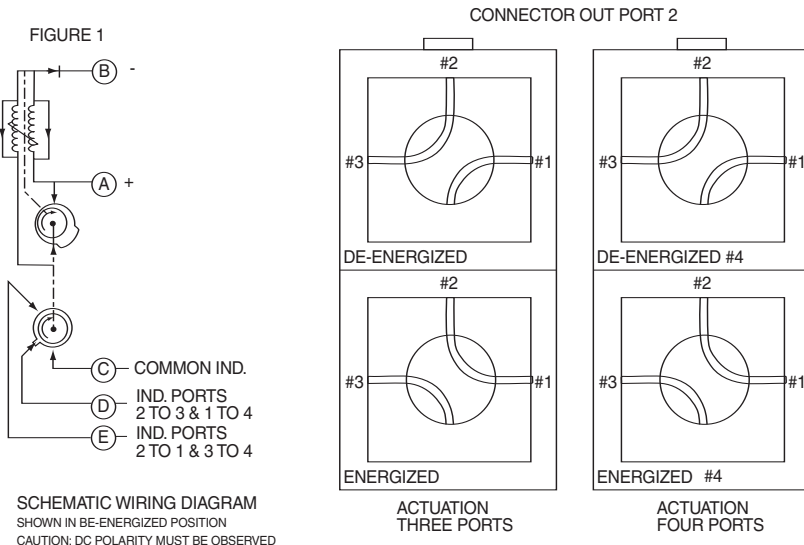 CONNECTOR OUT PORT 2
FIGURE 1
B -
A +
C COMMON IND.
D IND. PORTS
2 TO 3 & 1 TO 4
E IND. PORTS
2 TO 1 & 3 TO 4
SCHEMATIC WIRING DIAGRAM
SHOWN IN BE-ENERGIZED POSITION
CAUTION: DC POLARITY MUST BE OBSERVED
#2
#3 #1
DE-ENERGIZED
#2
#3 #1
ENERGIZED
ACTUATION
THREE PORTS
#2
#3 #1
DE-ENERGIZED #4
#2
#3 #1
ENERGIZED #4
ACTUATION
FOUR PORTS